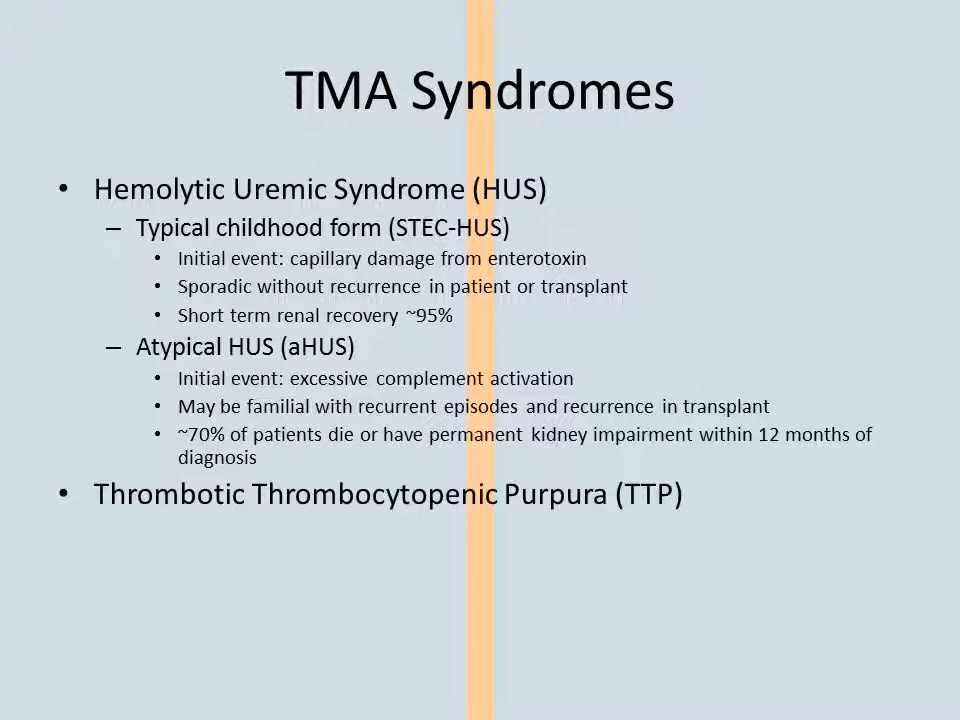 TMA Syndromes
• Hemolytic Uremic Syndrome (HUS)
– Typical childhood form (STEC-HUS)
• Initial event: capillary damage from enterotoxin
• Sporadic without recurrence in patient or transplant
• Short term renal recovery ~95%
– Atypical HUS (aHUS)
• Initial event: excessive complement activation
• May be familial with recurrent episodes and recurrence in transplant
• ~70% of patients die or have permanent kidney impairment within 12 months of
diagnosis
• Thrombotic Thrombocytopenic Purpura (TTP)